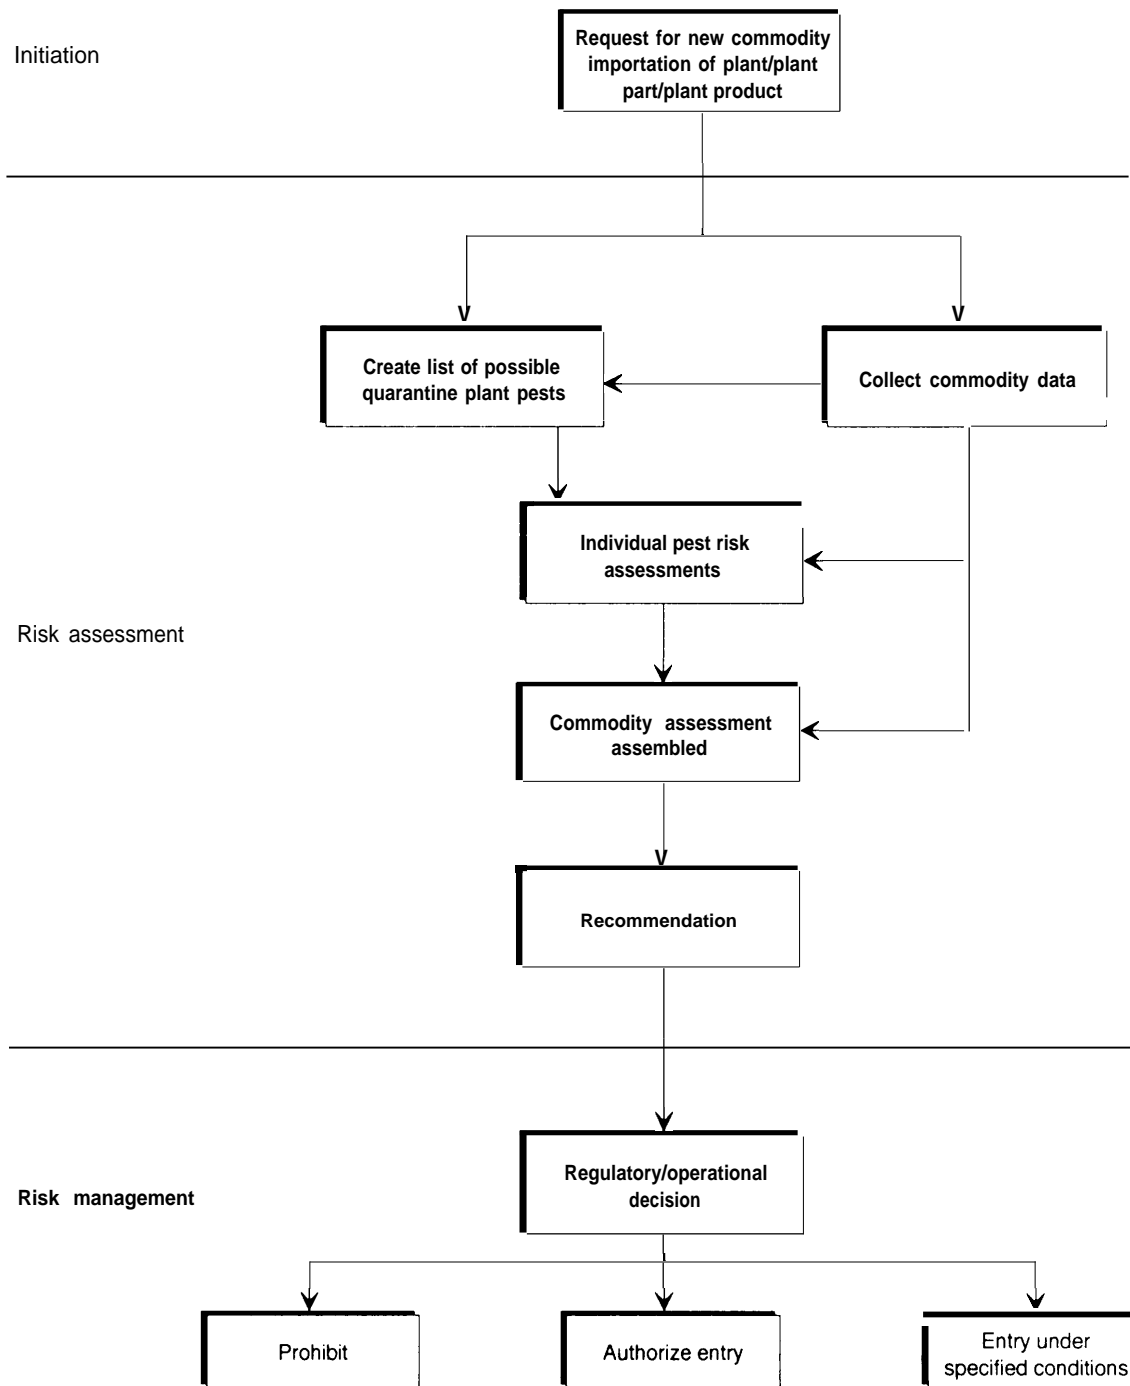 Initiation
Request for new commodity
importation of plant/plant
part/plant product
Create list of possible
quarantine plant pests
Collect commodity data
Individual pest risk
assessments
Risk assessment
Commodity assessment
assembled
Recommendation
Regulatory/operational
decision
Risk management
Prohibit
Authorize entry
Entry under
specified conditions